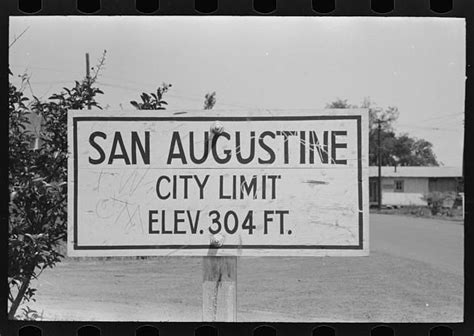 SAN AUGUSTINE
CITY LIMIT
ELEV. 304 FT.